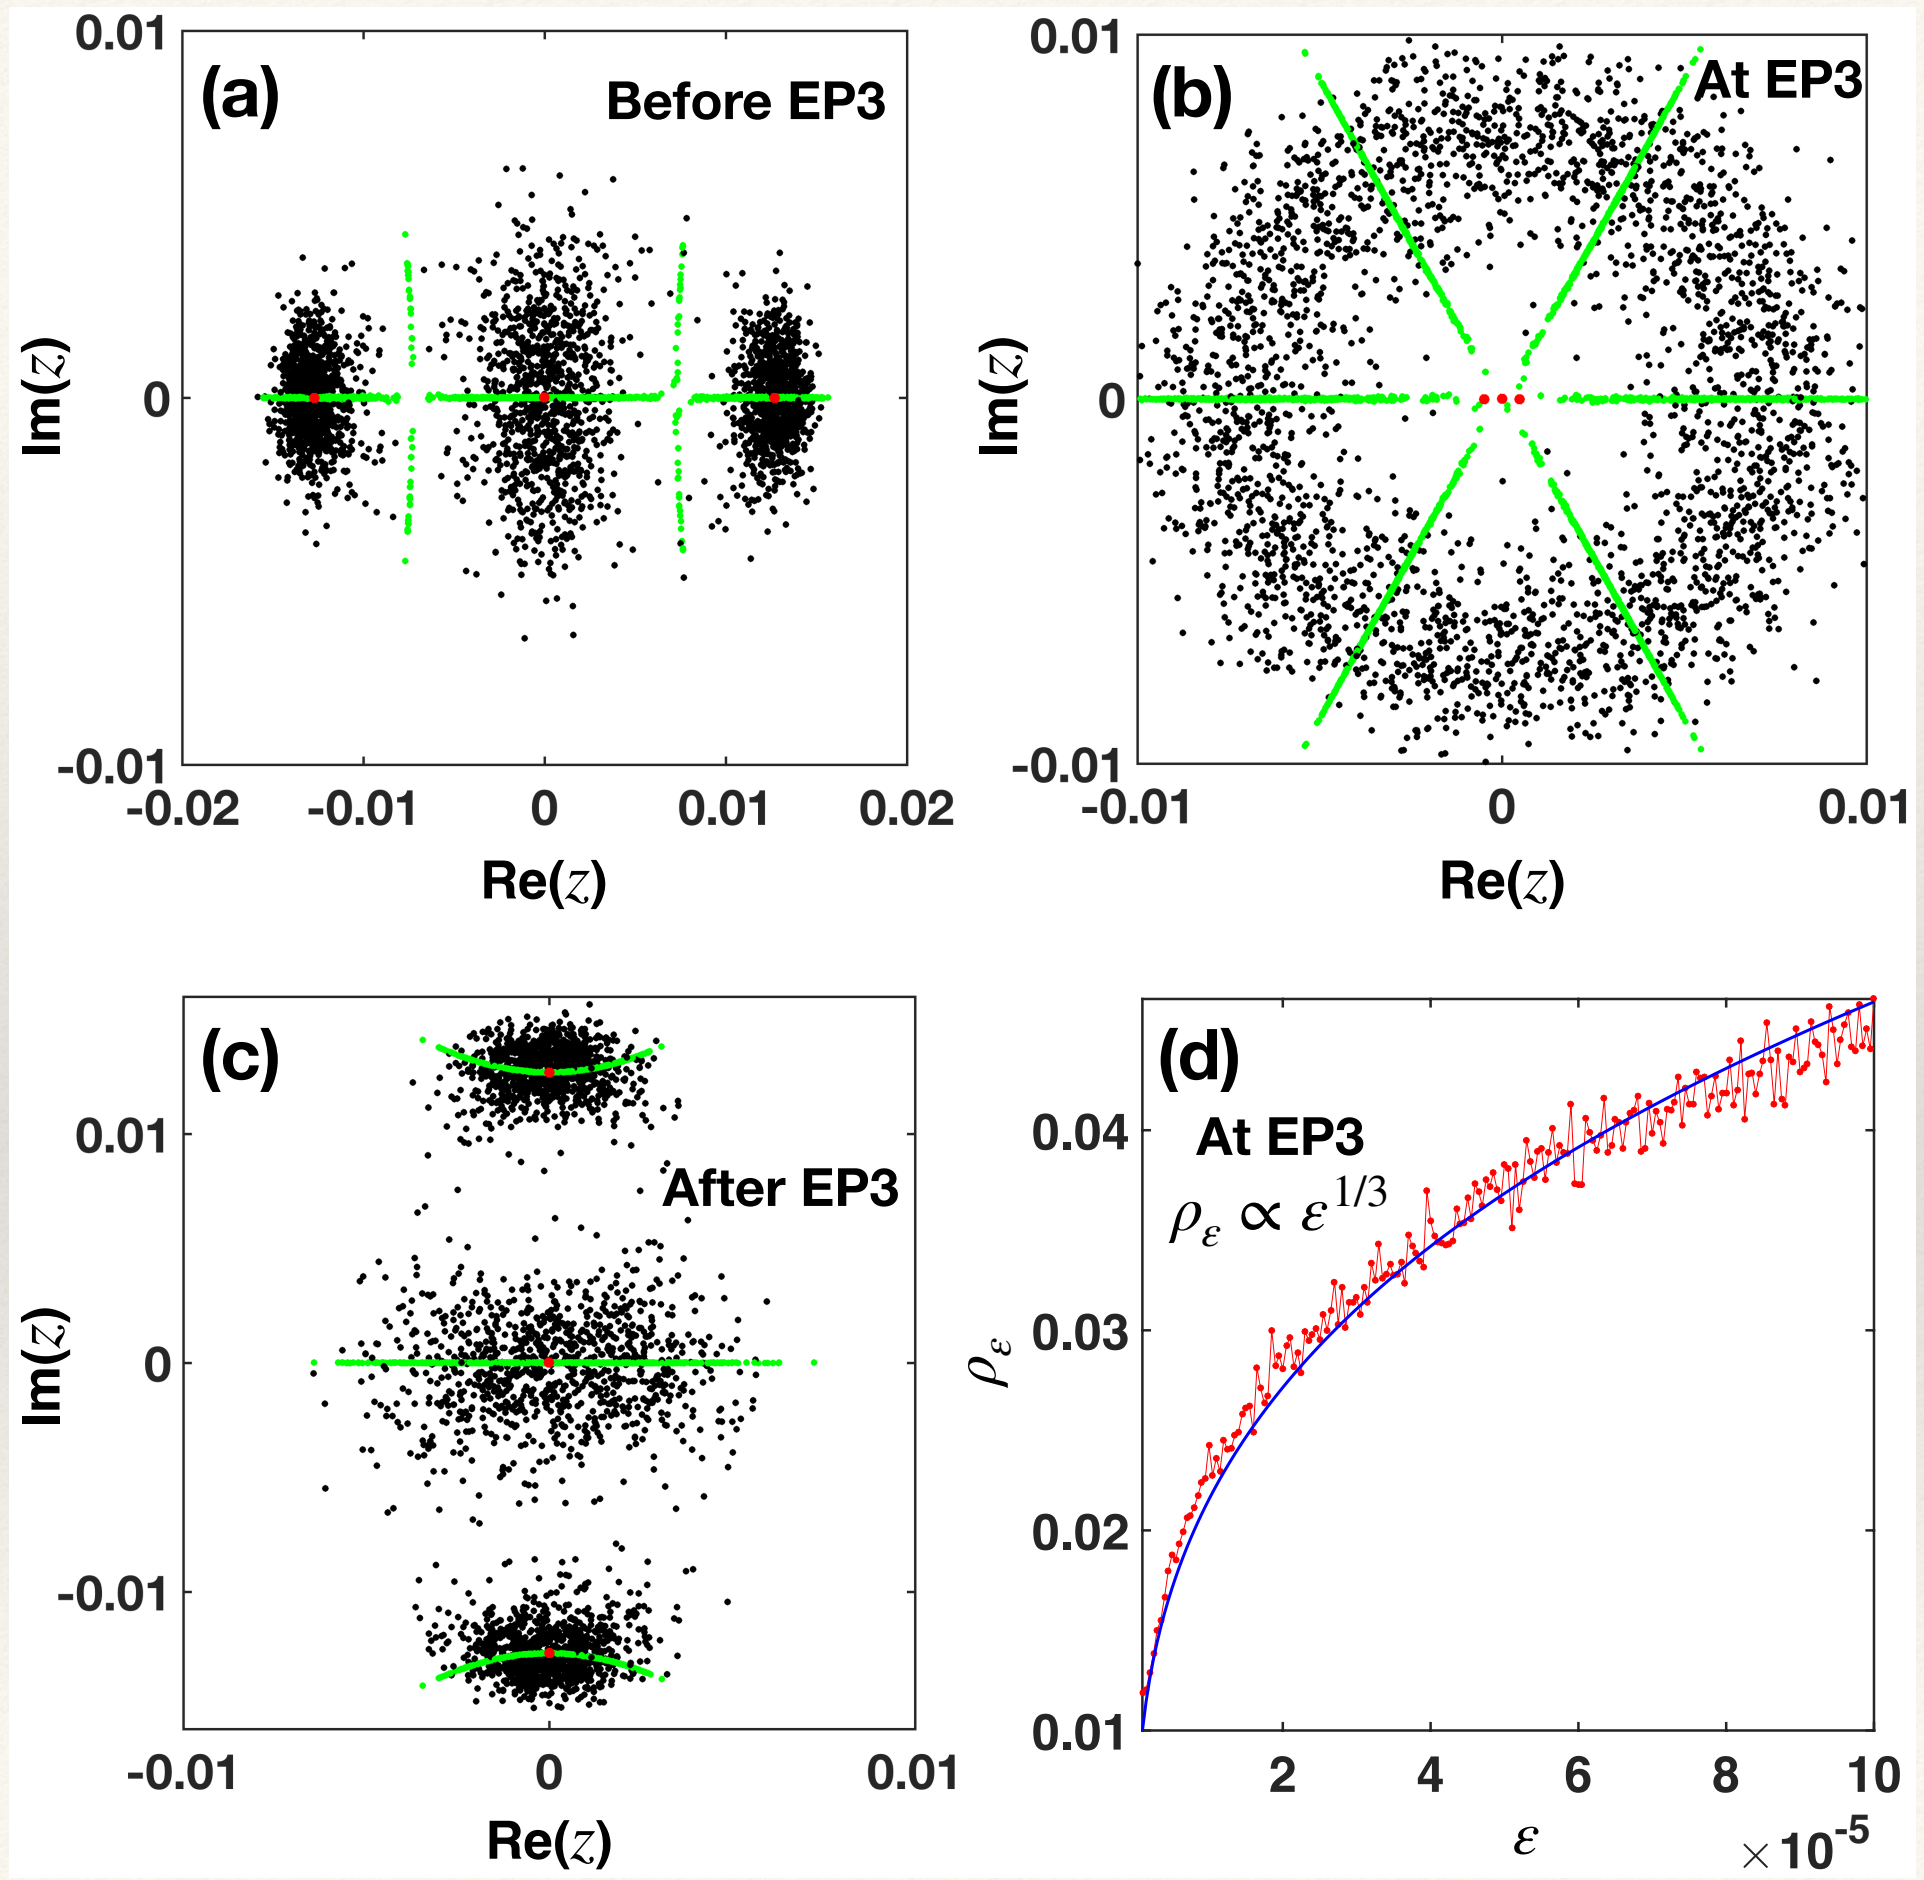 (a)
Before EP3
0.01
0
-0.01
-0.02 -0.01 0 0.01 0.02
Im(z)
Re(z)
(b)
At EP3
0.01
0
-0.01
-0.01 0 0.01
Im(z)
Re(z)
(c)
After EP3
0.01
0
-0.01
-0.01 0 0.01
Im(z)
Re(z)
(d)
At EP3
ρ_ε ∝ ε^{1/3}
0.04
0.03
0.02
0.01
2 4 6 8 10
ρ_ε
ε
×10^{-5}